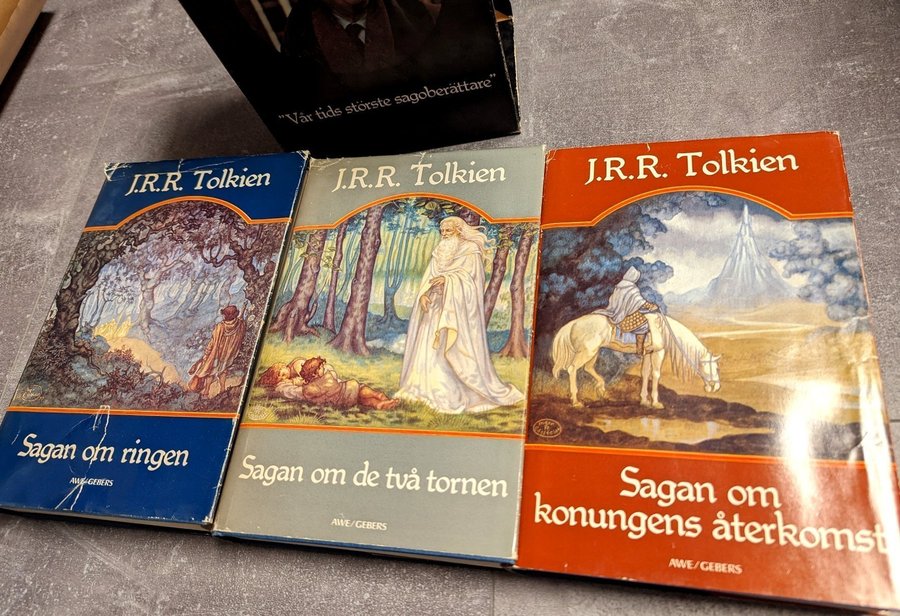 "Vår tids störste sagoberättare"
J.R.R. Tolkien
Sagan om ringen
AWE/GEBERS
J.R.R. Tolkien
Sagan om de två tornen
AWE/GEBERS
J.R.R. Tolkien
Sagan om
konungens återkomst
AWE/GEBERS